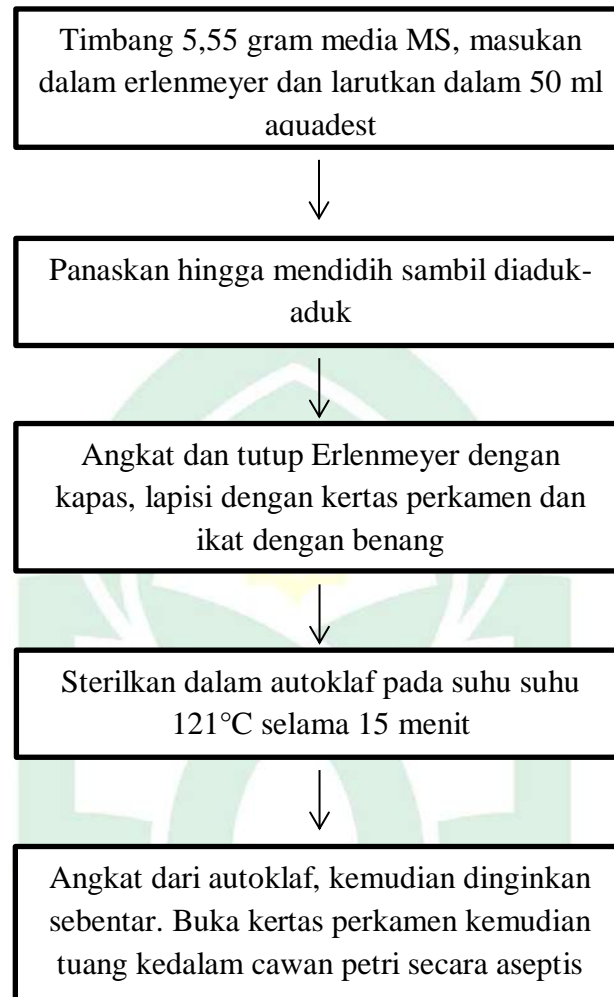 Timbang 5,55 gram media MS, masukan
dalam erlenmeyer dan larutkan dalam 50 ml
aquadest
Panaskan hingga mendidih sambil diaduk-
aduk
Angkat dan tutup Erlenmeyer dengan
kapas, lapisi dengan kertas perkamen dan
ikat dengan benang
Sterilkan dalam autoklaf pada suhu suhu
121°C selama 15 menit
Angkat dari autoklaf, kemudian dinginkan
sebentar. Buka kertas perkamen kemudian
tuang kedalam cawan petri secara aseptis